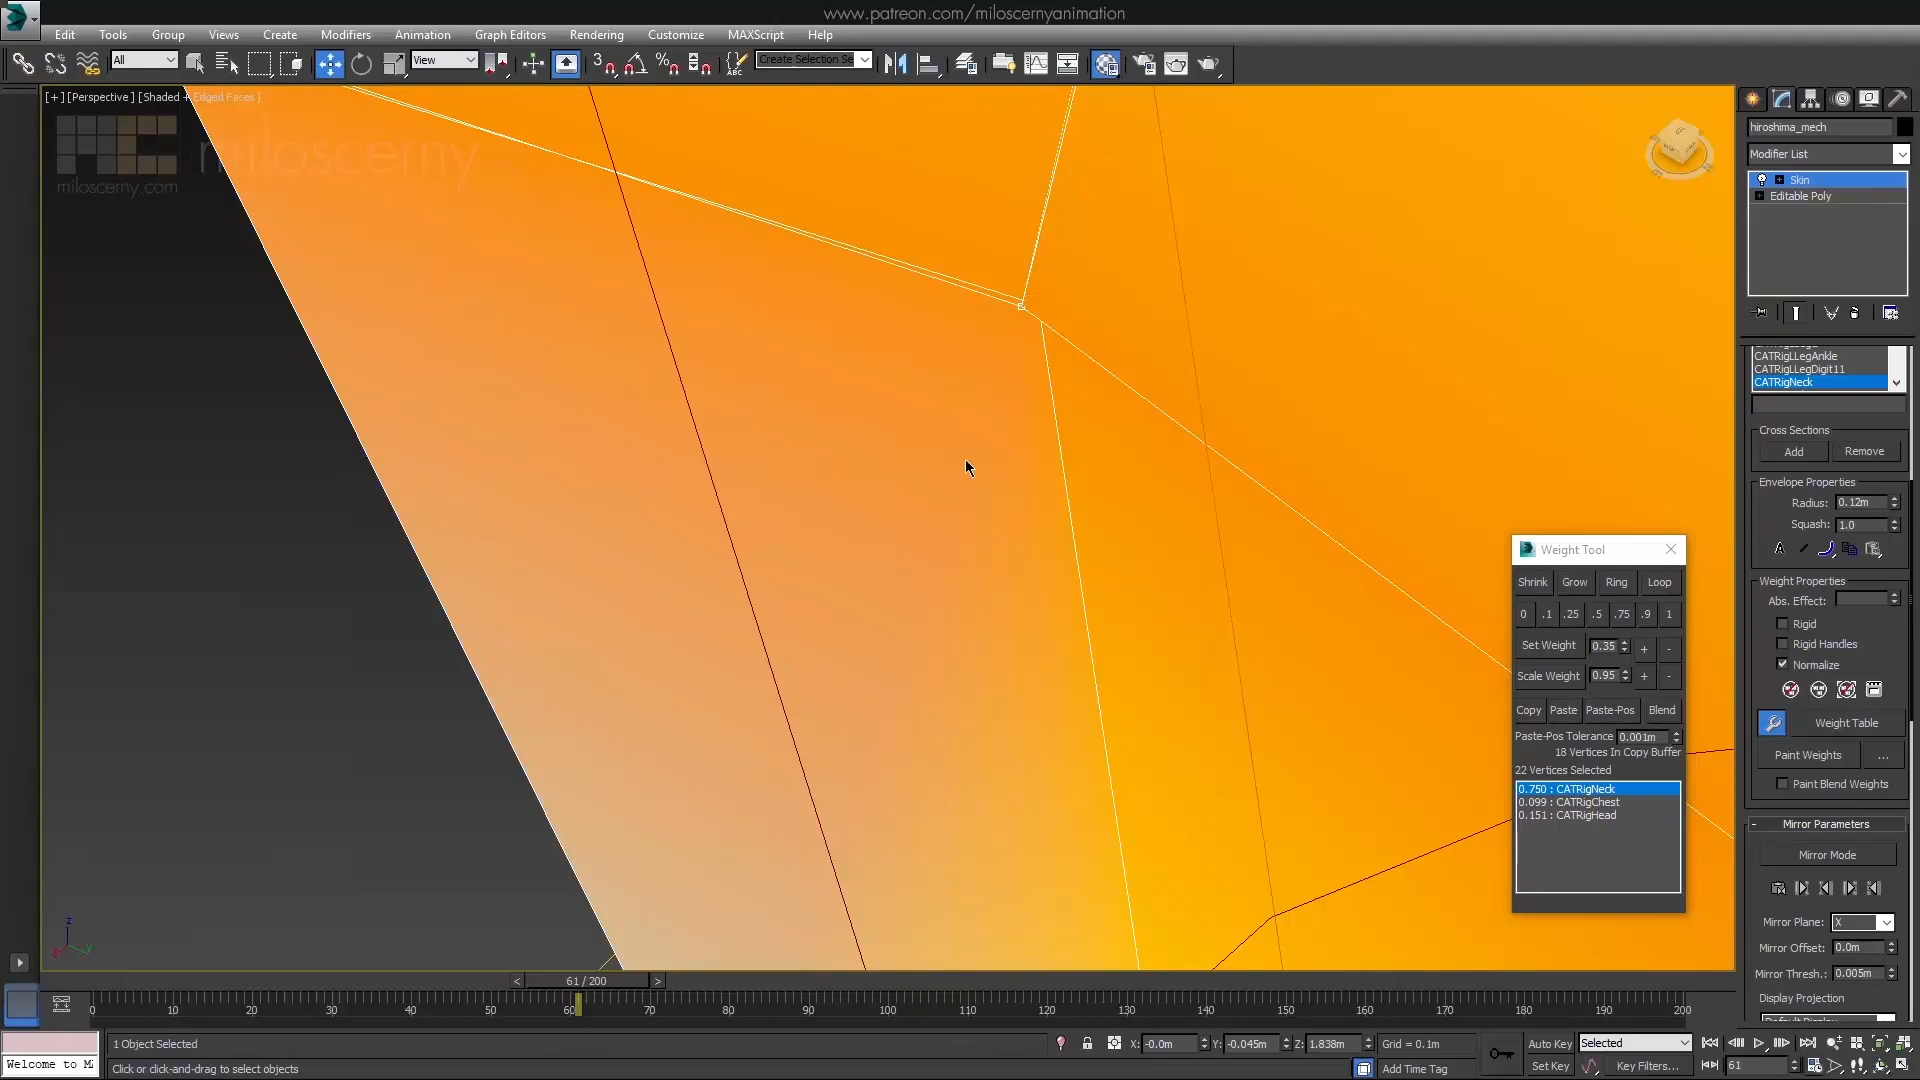 www.patreon.com/miloscernyanimation
Edit Tools Group Views Create Modifiers Animation Graph Editors Rendering Customize MAXScript Help
All View Create Selection Se
[+] [Perspective] [Shaded + Edged Faces]
miloscerny
miloscerny.com
hiroshima_mech
Modifier List
Skin
Editable Poly
CATRigLLegAnkle
CATRigLLegDigit11
CATRigNeck
Cross Sections
Add Remove
Envelope Properties
Radius: 0.12m
Squash: 1.0
Weight Properties
Abs. Effect:
Rigid
Rigid Handles
Normalize
Weight Table
Paint Weights ...
Paint Blend Weights
- Mirror Parameters
Mirror Mode
Mirror Plane: X
Mirror Offset: 0.0m
Mirror Thresh.: 0.005m
Display Projection
Default Display
Weight Tool
Shrink Grow Ring Loop
0 .1 .25 .5 .75 .9 1
Set Weight 0.35 + -
Scale Weight 0.95 + -
Copy Paste Paste-Pos Blend
Paste-Pos Tolerance 0.001m
18 Vertices In Copy Buffer
22 Vertices Selected
0.750 : CATRigNeck
0.099 : CATRigChest
0.151 : CATRigHead
z
x y
< 61 / 200 >
0 10 20 30 40 50 60 70 80 90 100 110 120 130 140 150 160 170 180 190 200
1 Object Selected X: -0.0m Y: -0.045m Z: 1.838m Grid = 0.1m Auto Key Selected
Welcome to M Click or click-and-drag to select objects Add Time Tag Set Key Key Filters... 61